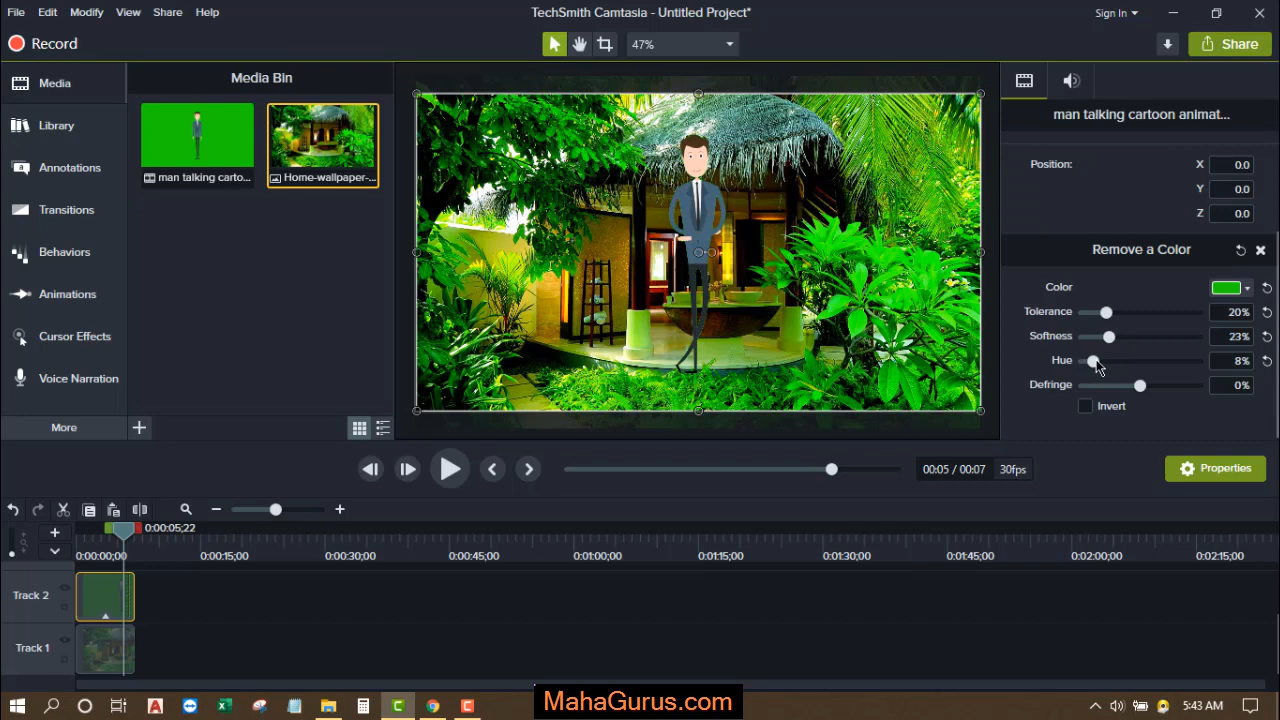 File Edit Modify View Share Help
TechSmith Camtasia - Untitled Project*
Sign In
Record
47%
Share
Media
Library
Annotations
Transitions
Behaviors
Animations
Cursor Effects
Voice Narration
More
Media Bin
man talking carto...
Home-wallpaper-...
man talking cartoon animat...
Position:
X 0.0
Y 0.0
Z 0.0
Remove a Color
Color
Tolerance 20%
Softness 23%
Hue 8%
Defringe 0%
Invert
00:05 / 00:07 30fps
Properties
0:00:05;22
0:00:00;00 0:00:15;00 0:00:30;00 0:00:45;00 0:01:00;00 0:01:15;00 0:01:30;00 0:01:45;00 0:02:00;00 0:02:15;00
Track 2
Track 1
MahaGurus.com
5:43 AM